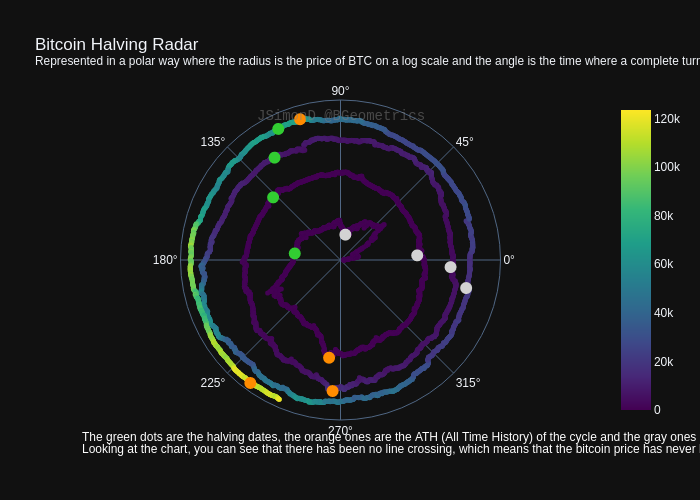 Bitcoin Halving Radar
Represented in a polar way where the radius is the price of BTC on a log scale and the angle is the time where a complete turn
90°
135°
45°
180°
0°
225°
315°
270°
120k
100k
80k
60k
40k
20k
0
The green dots are the halving dates, the orange ones are the ATH (All Time History) of the cycle and the gray ones
Looking at the chart, you can see that there has been no line crossing, which means that the bitcoin price has never